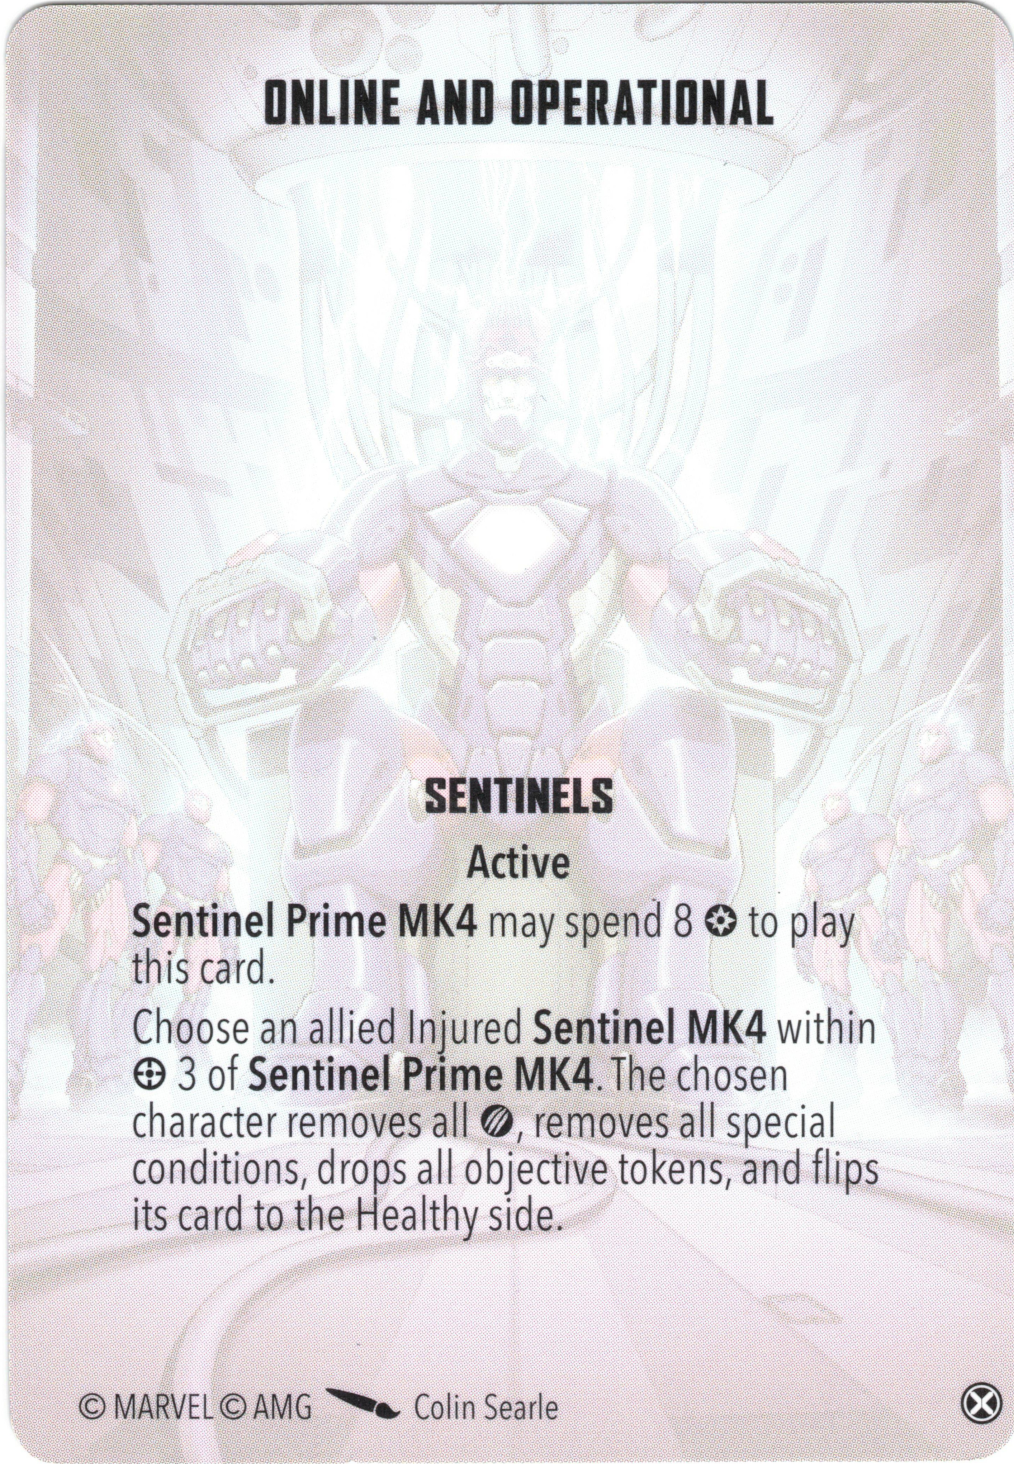 ONLINE AND OPERATIONAL
SENTINELS
Active
Sentinel Prime MK4 may spend 8 to play
this card.
Choose an allied Injured Sentinel MK4 within
3 of Sentinel Prime MK4. The chosen
character removes all , removes all special
conditions, drops all objective tokens, and flips
its card to the Healthy side.
© MARVEL © AMG Colin Searle